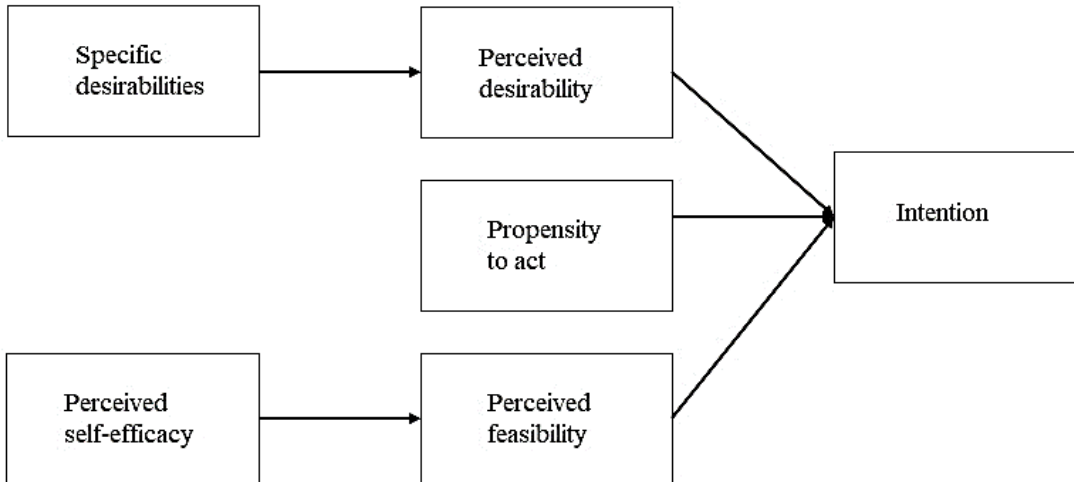 Specific
desirabilities
Perceived
desirability
Propensity
to act
Intention
Perceived
self-efficacy
Perceived
feasibility